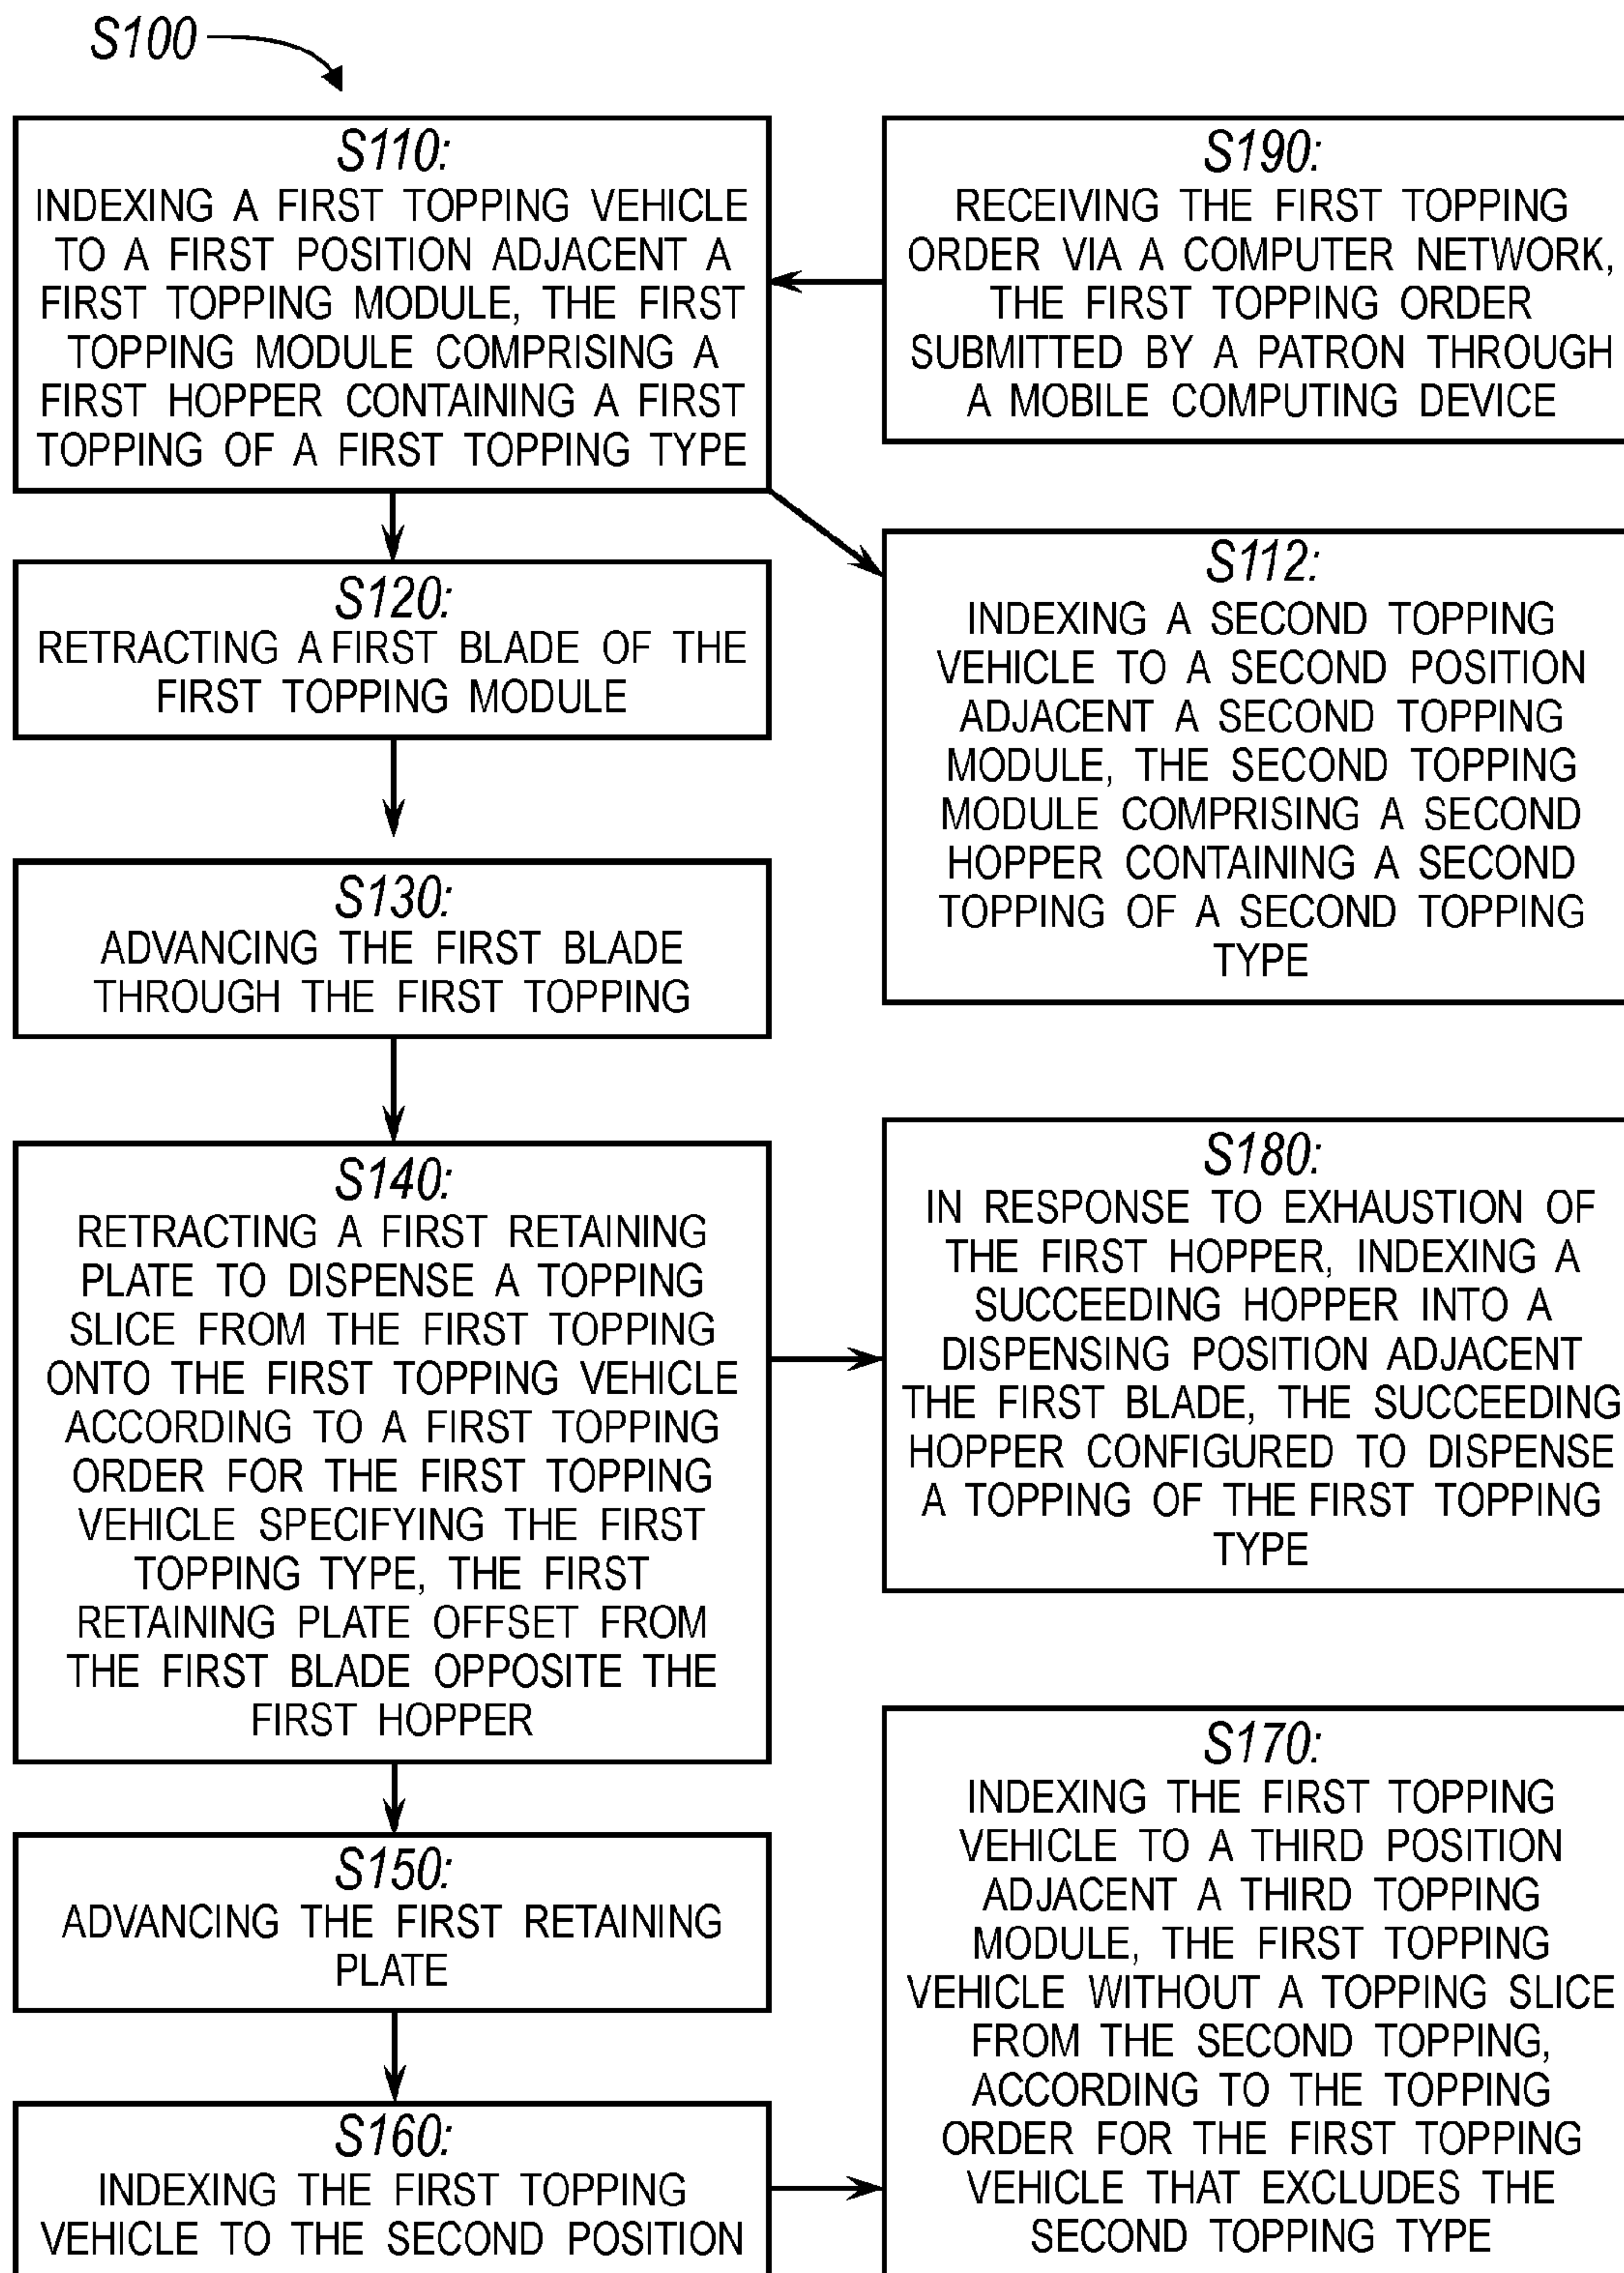 S100
S110:
INDEXING A FIRST TOPPING VEHICLE
TO A FIRST POSITION ADJACENT A
FIRST TOPPING MODULE, THE FIRST
TOPPING MODULE COMPRISING A
FIRST HOPPER CONTAINING A FIRST
TOPPING OF A FIRST TOPPING TYPE
S190:
RECEIVING THE FIRST TOPPING
ORDER VIA A COMPUTER NETWORK,
THE FIRST TOPPING ORDER
SUBMITTED BY A PATRON THROUGH
A MOBILE COMPUTING DEVICE
S120:
RETRACTING A FIRST BLADE OF THE
FIRST TOPPING MODULE
S112:
INDEXING A SECOND TOPPING
VEHICLE TO A SECOND POSITION
ADJACENT A SECOND TOPPING
MODULE, THE SECOND TOPPING
MODULE COMPRISING A SECOND
HOPPER CONTAINING A SECOND
TOPPING OF A SECOND TOPPING
TYPE
S130:
ADVANCING THE FIRST BLADE
THROUGH THE FIRST TOPPING
S140:
RETRACTING A FIRST RETAINING
PLATE TO DISPENSE A TOPPING
SLICE FROM THE FIRST TOPPING
ONTO THE FIRST TOPPING VEHICLE
ACCORDING TO A FIRST TOPPING
ORDER FOR THE FIRST TOPPING
VEHICLE SPECIFYING THE FIRST
TOPPING TYPE, THE FIRST
RETAINING PLATE OFFSET FROM
THE FIRST BLADE OPPOSITE THE
FIRST HOPPER
S180:
IN RESPONSE TO EXHAUSTION OF
THE FIRST HOPPER, INDEXING A
SUCCEEDING HOPPER INTO A
DISPENSING POSITION ADJACENT
THE FIRST BLADE, THE SUCCEEDING
HOPPER CONFIGURED TO DISPENSE
A TOPPING OF THE FIRST TOPPING
TYPE
S150:
ADVANCING THE FIRST RETAINING
PLATE
S160:
INDEXING THE FIRST TOPPING
VEHICLE TO THE SECOND POSITION
S170:
INDEXING THE FIRST TOPPING
VEHICLE TO A THIRD POSITION
ADJACENT A THIRD TOPPING
MODULE, THE FIRST TOPPING
VEHICLE WITHOUT A TOPPING SLICE
FROM THE SECOND TOPPING,
ACCORDING TO THE TOPPING
ORDER FOR THE FIRST TOPPING
VEHICLE THAT EXCLUDES THE
SECOND TOPPING TYPE